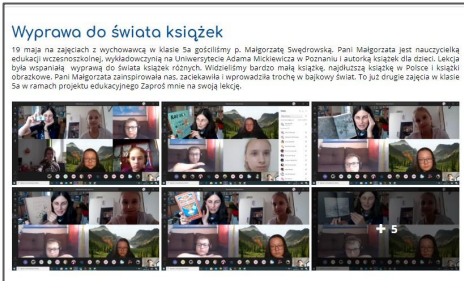 Wyprawa do świata książek
19 maja na zajęciach z wychowawcą w klasie 5a gościliśmy p. Małgorzatę Swędrowską. Pani Małgorzata jest nauczycielką
edukacji wczesnoszkolnej, wykładowczynią na Uniwersytecie Adama Mickiewicza w Poznaniu i autorką książek dla dzieci. Lekcja
była wspaniałą wyprawą do świata książek różnych. Widzieliśmy bardzo małą książkę, najdłuższą książkę w Polsce i książki
obrazkowe. Pani Małgorzata zainspirowała nas, zaciekawiła i wprowadziła trochę w bajkowy świat. To już drugie zajęcia w klasie
5a w ramach projektu edukacyjnego Zaproś mnie na swoją lekcję.
+ 5